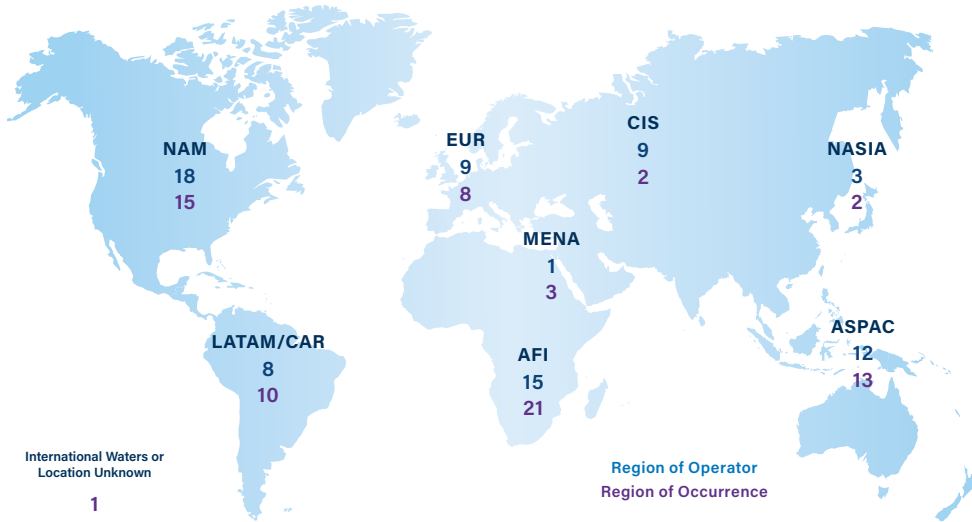 NAM
18
15
EUR
9
8
CIS
9
2
NASIA
3
2
MENA
1
3
LATAM/CAR
8
10
AFI
15
21
ASPAC
12
13
International Waters or
Location Unknown
1
Region of Operator
Region of Occurrence